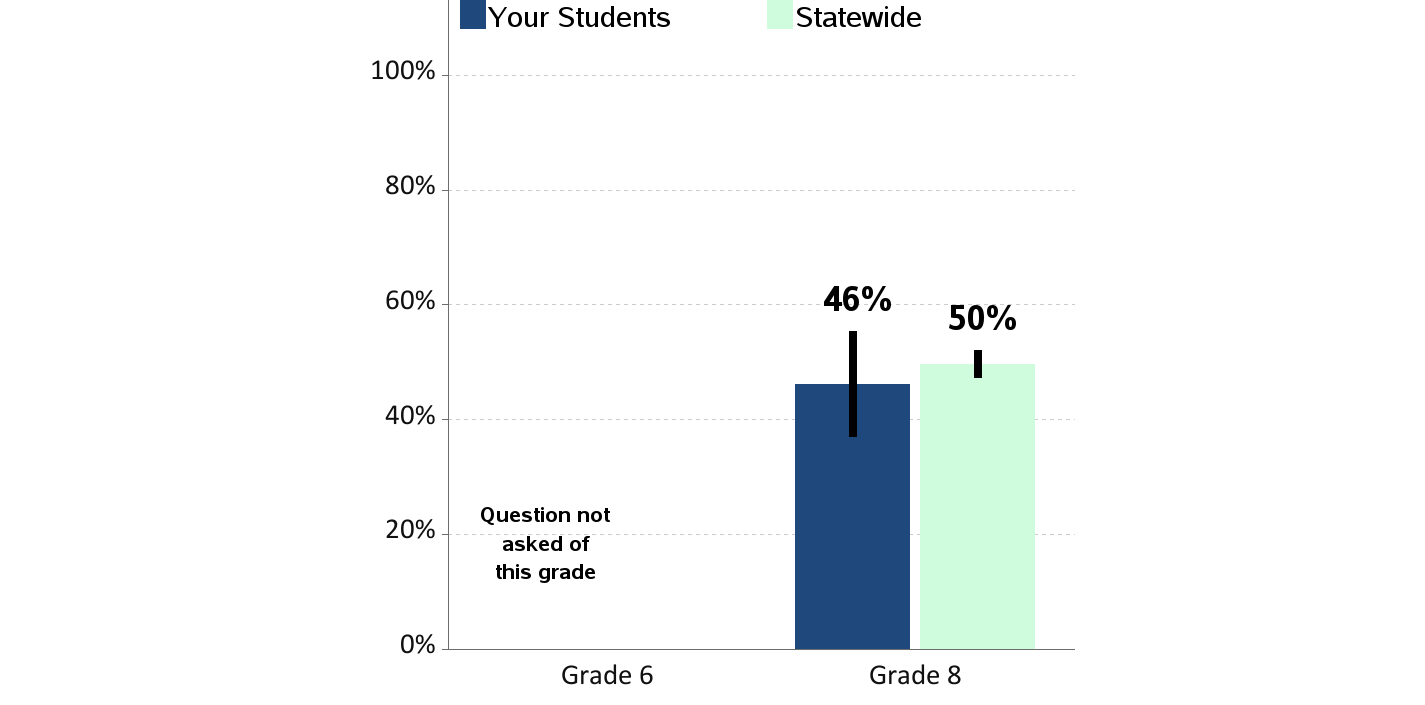 Your Students Statewide
100%
80%
60%
46%
50%
40%
20%
Question not
asked of
this grade
0%
Grade 6 Grade 8